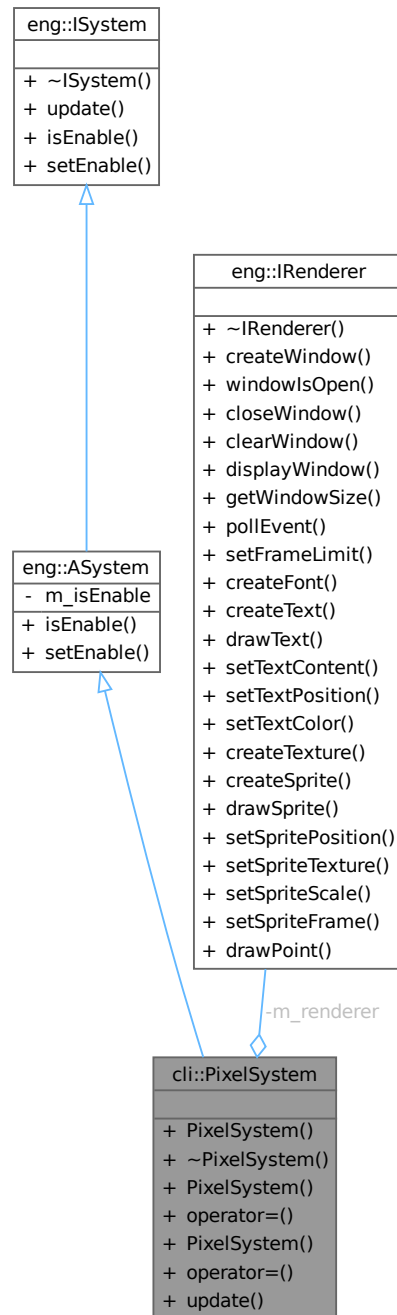 eng::ISystem
+ ~ISystem()
+ update()
+ isEnable()
+ setEnable()
eng::IRenderer
+ ~IRenderer()
+ createWindow()
+ windowIsOpen()
+ closeWindow()
+ clearWindow()
+ displayWindow()
+ getWindowSize()
+ pollEvent()
+ setFrameLimit()
+ createFont()
+ createText()
+ drawText()
+ setTextContent()
+ setTextPosition()
+ setTextColor()
+ createTexture()
+ createSprite()
+ drawSprite()
+ setSpritePosition()
+ setSpriteTexture()
+ setSpriteScale()
+ setSpriteFrame()
+ drawPoint()
eng::ASystem
- m_isEnable
+ isEnable()
+ setEnable()
-m_renderer
cli::PixelSystem
+ PixelSystem()
+ ~PixelSystem()
+ PixelSystem()
+ operator=()
+ PixelSystem()
+ operator=()
+ update()